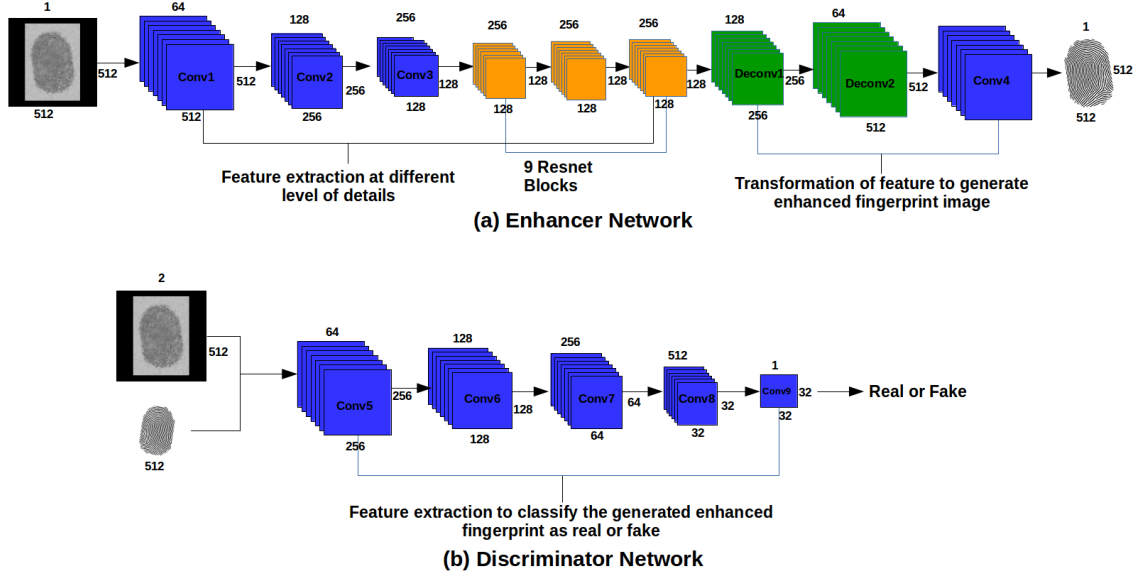 1
512
512
64
Conv1
512
512
128
Conv2
256
256
256
Conv3
128
128
256
128
128
256
128
128
256
128
128
128
Deconv1
256
256
64
Deconv2
512
512
Conv4
1
512
512
Feature extraction at different
level of details
9 Resnet
Blocks
Transformation of feature to generate
enhanced fingerprint image
(a) Enhancer Network
2
512
512
64
Conv5
256
256
128
Conv6
128
128
256
Conv7
64
64
512
Conv8
32
32
1
Conv9
32
32
Real or Fake
Feature extraction to classify the generated enhanced
fingerprint as real or fake
(b) Discriminator Network